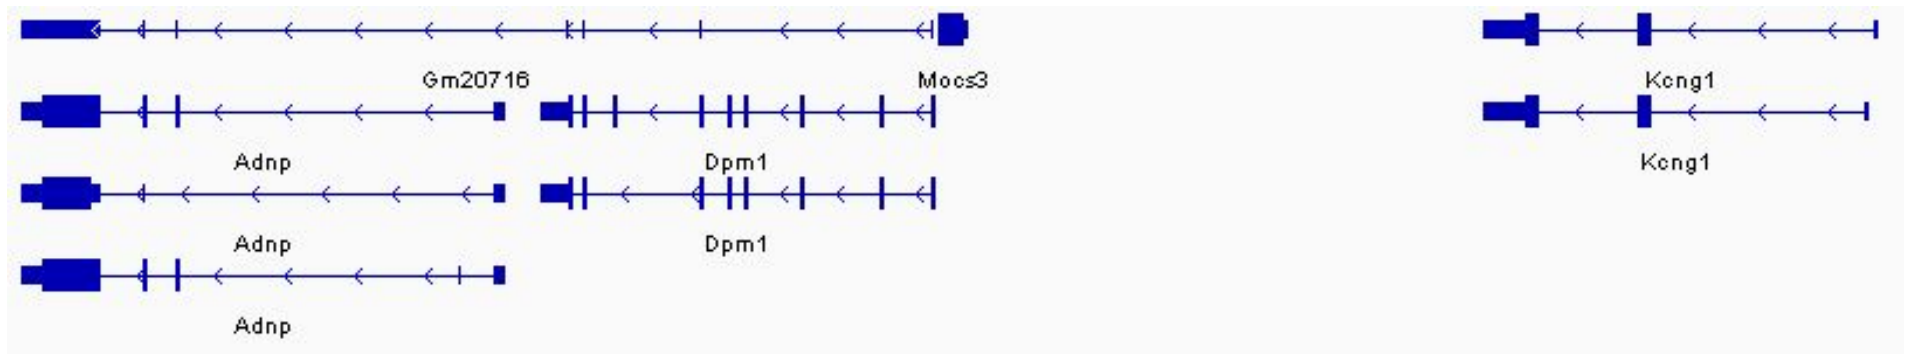 Gm20716 Mocs3 Kcng1
Adnp Dpm1 Kcng1
Adnp Dpm1
Adnp